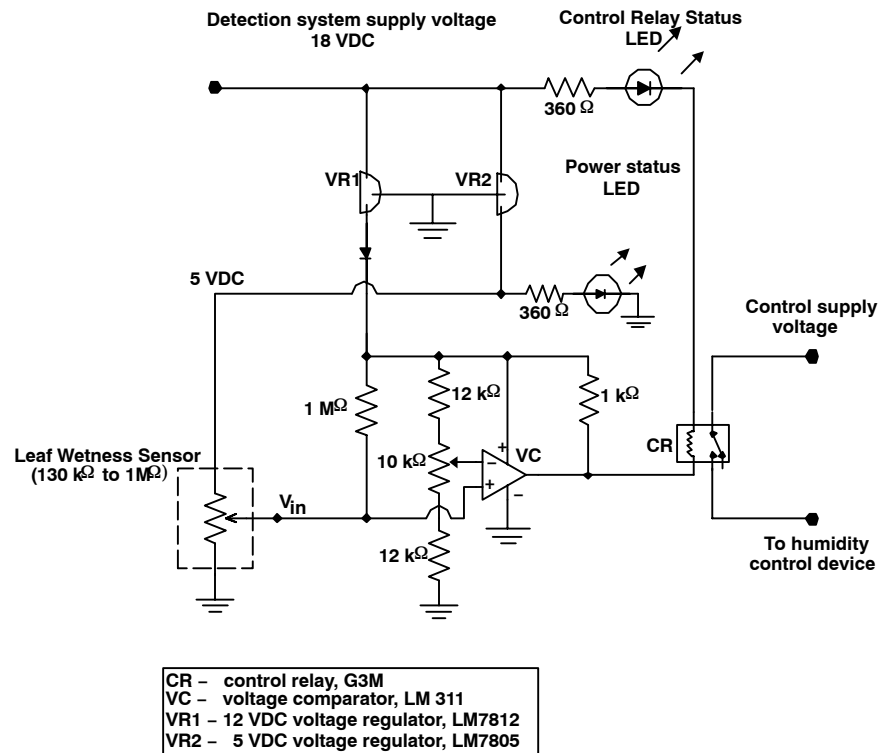 Detection system supply voltage
18 VDC
Control Relay Status
LED
360 Ω
VR1
VR2
Power status
LED
5 VDC
360 Ω
Control supply
voltage
1 MΩ
12 kΩ
1 kΩ
CR
Leaf Wetness Sensor
(130 kΩ to 1MΩ)
10 kΩ
+
VC
−
+
−
Vin
12 kΩ
To humidity
control device
CR − control relay, G3M
VC − voltage comparator, LM 311
VR1 − 12 VDC voltage regulator, LM7812
VR2 − 5 VDC voltage regulator, LM7805